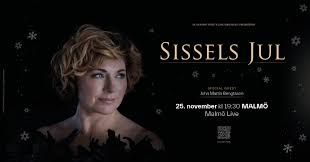 SISSELS JUL
SPECIAL GUEST
John Martin Bengtsson
25. november kl 19:30 MALMÖ
Malmö Live